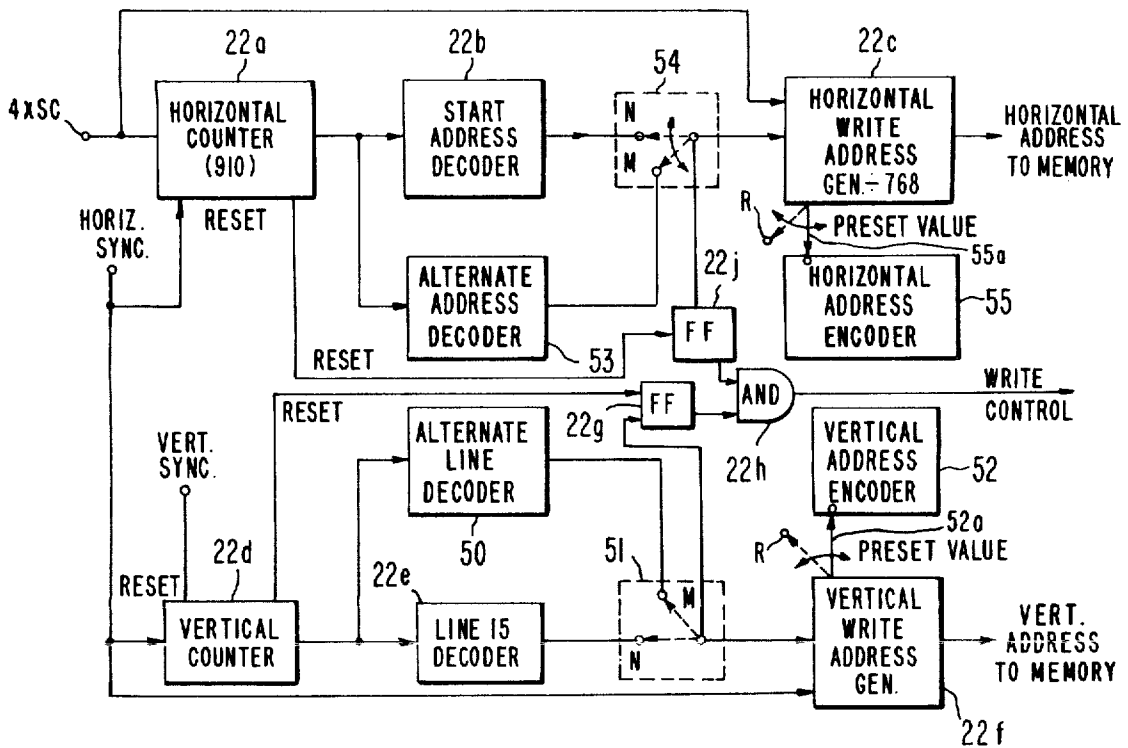 22a
22b
54
22c
4xSC
HORIZONTAL
COUNTER
(910)
START
ADDRESS
DECODER
N
M
HORIZONTAL
WRITE
ADDRESS
GEN.÷768
HORIZONTAL
ADDRESS
TO MEMORY
HORIZ.
SYNC.
RESET
R
PRESET VALUE
55a
22j
ALTERNATE
ADDRESS
DECODER
53
FF
HORIZONTAL
ADDRESS
ENCODER
55
RESET
RESET
FF
22g
AND
22h
WRITE
CONTROL
VERT.
SYNC.
ALTERNATE
LINE
DECODER
50
VERTICAL
ADDRESS
ENCODER
52
52a
R
PRESET VALUE
RESET
22d
22e
51
M
N
VERTICAL
COUNTER
LINE 15
DECODER
VERTICAL
WRITE
ADDRESS
GEN.
VERT.
ADDRESS
TO MEMORY
22f